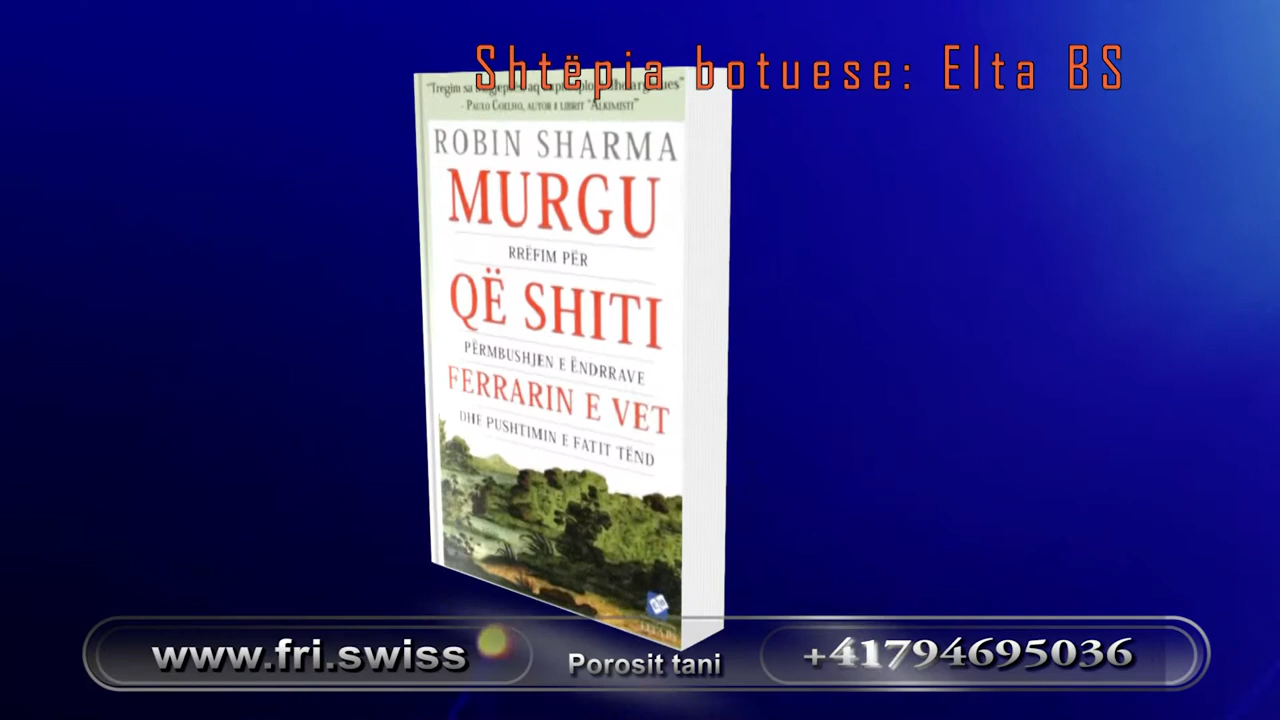 Shtëpia botuese: Elta BS
"Tregim sa
- PAULO COELHO, AUTOR E LIBRIT "ALKIMISTI"
ROBIN SHARMA
MURGU
RRËFIM PËR
QË SHITI
PËRMBUSHJEN E ËNDRRAVE
FERRARIN E VET
DHE PUSHTIMIN E FATIT TËND
www.fri.swiss
Porosit tani
+41794695036